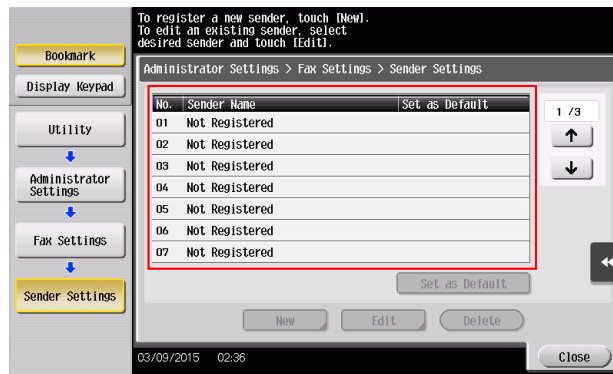 To register a new sender, touch [New].
To edit an existing sender, select
desired sender and touch [Edit].
Bookmark
Display Keypad
Administrator Settings > Fax Settings > Sender Settings
Utility
Administrator
Settings
Fax Settings
Sender Settings
No. Sender Name Set as Default
01 Not Registered
02 Not Registered
03 Not Registered
04 Not Registered
05 Not Registered
06 Not Registered
07 Not Registered
1 /3
Set as Default
New Edit Delete
03/09/2015 02:36
Close